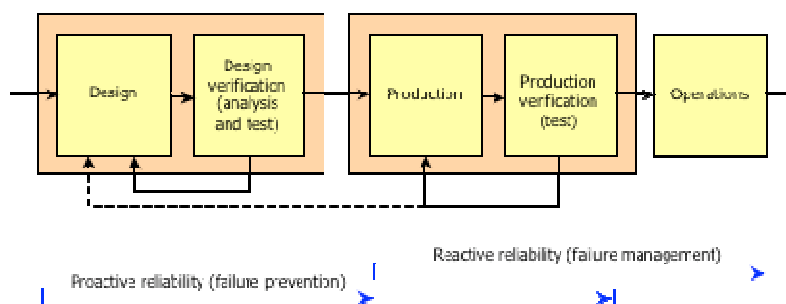 Design
Design
verification
(analysis
and test)
Production
Production
verfication
(test)
Operations
Reactive reliability (failure management)
Proactive reliability (failure prevention)